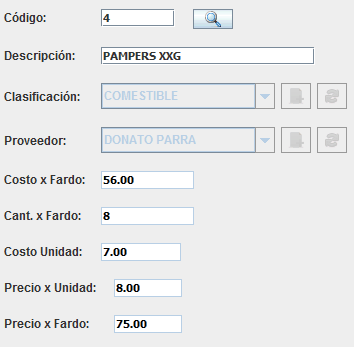 Código: 4
Descripción: PAMPERS XXG
Clasificación: COMESTIBLE
Proveedor: DONATO PARRA
Costo x Fardo: 56.00
Cant. x Fardo: 8
Costo Unidad: 7.00
Precio x Unidad: 8.00
Precio x Fardo: 75.00